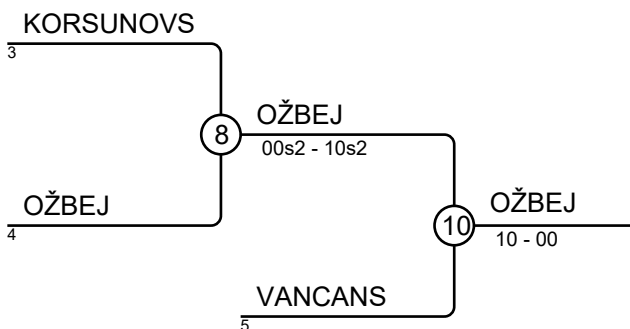 KORSUNOVS
3
8
OŽBEJ
00s2 - 10s2
OŽBEJ
4
10
OŽBEJ
10 - 00
VANCANS
5